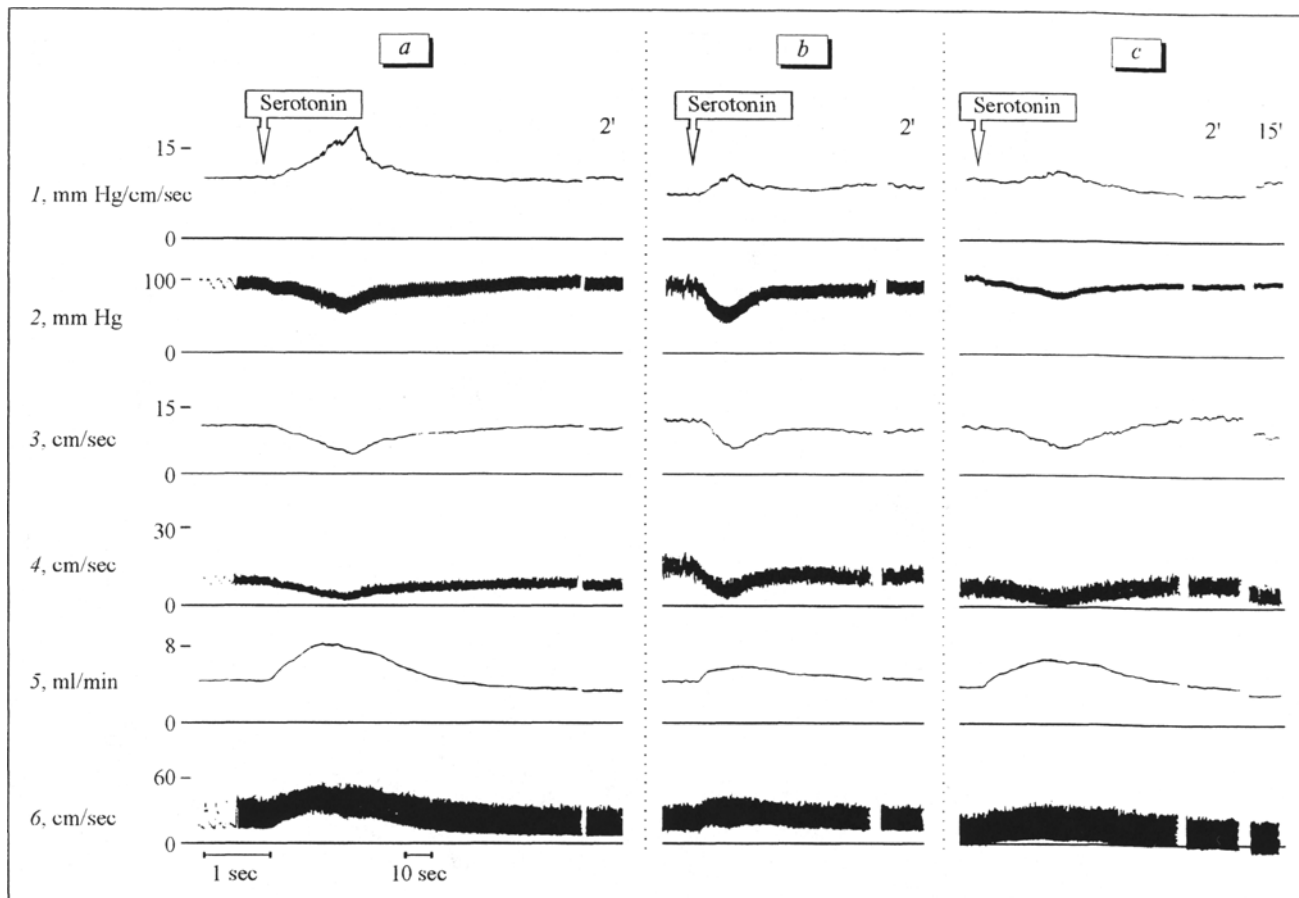 a b c
Serotonin Serotonin Serotonin
2' 2' 2' 15'
15
1, mm Hg/cm/sec
0
100
2, mm Hg
0
15
3, cm/sec
0
30
4, cm/sec
0
8
5, ml/min
0
60
6, cm/sec
0
1 sec 10 sec